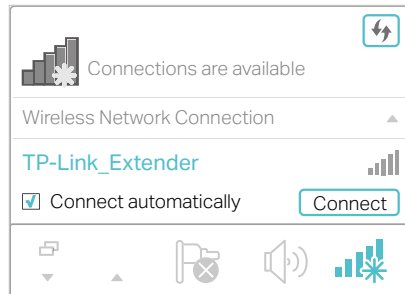 Connections are available
Wireless Network Connection
TP-Link_Extender
Connect automatically
Connect